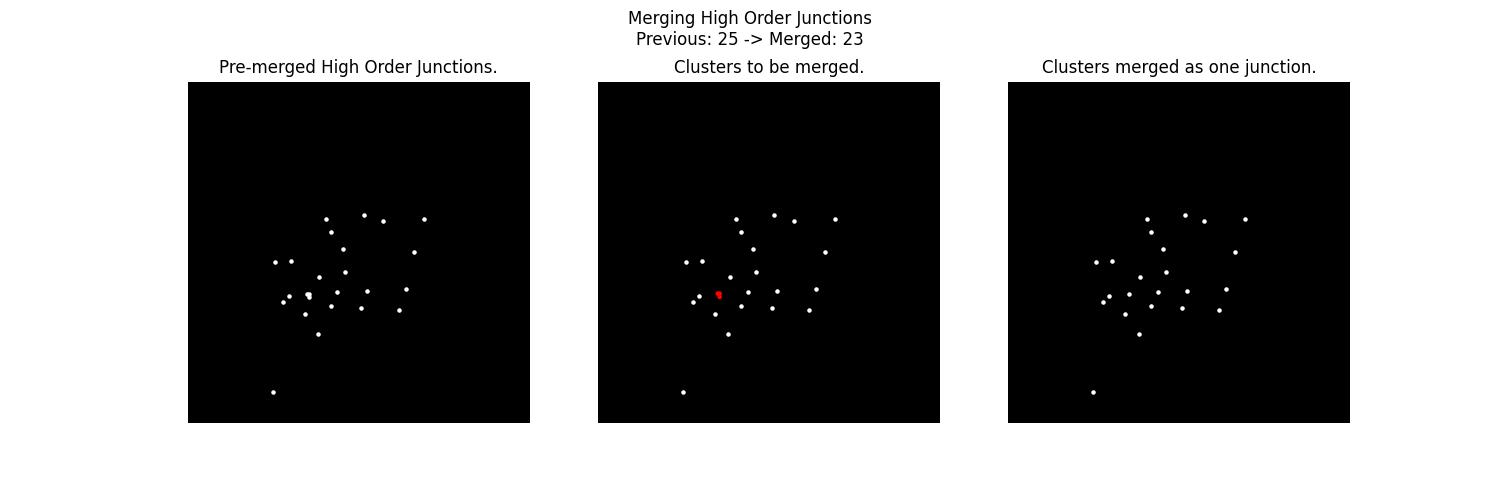 Merging High Order Junctions
Previous: 25 -> Merged: 23
Pre-merged High Order Junctions.
Clusters to be merged.
Clusters merged as one junction.